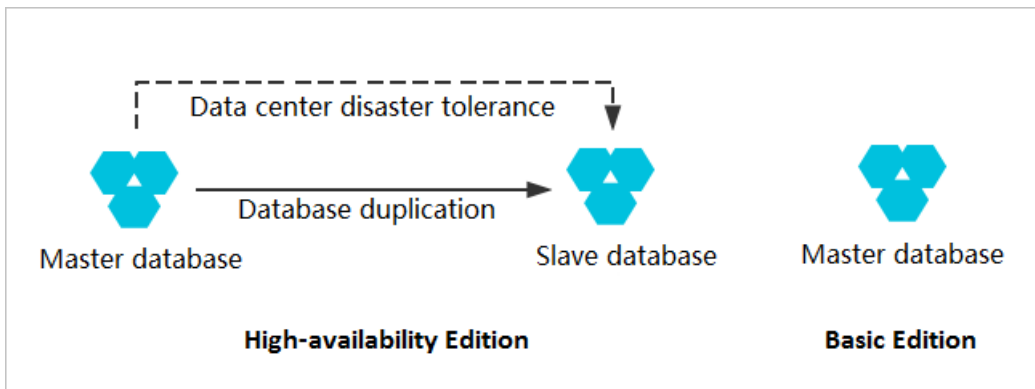 Data center disaster tolerance
Database duplication
Master database
Slave database
Master database
High-availability Edition
Basic Edition